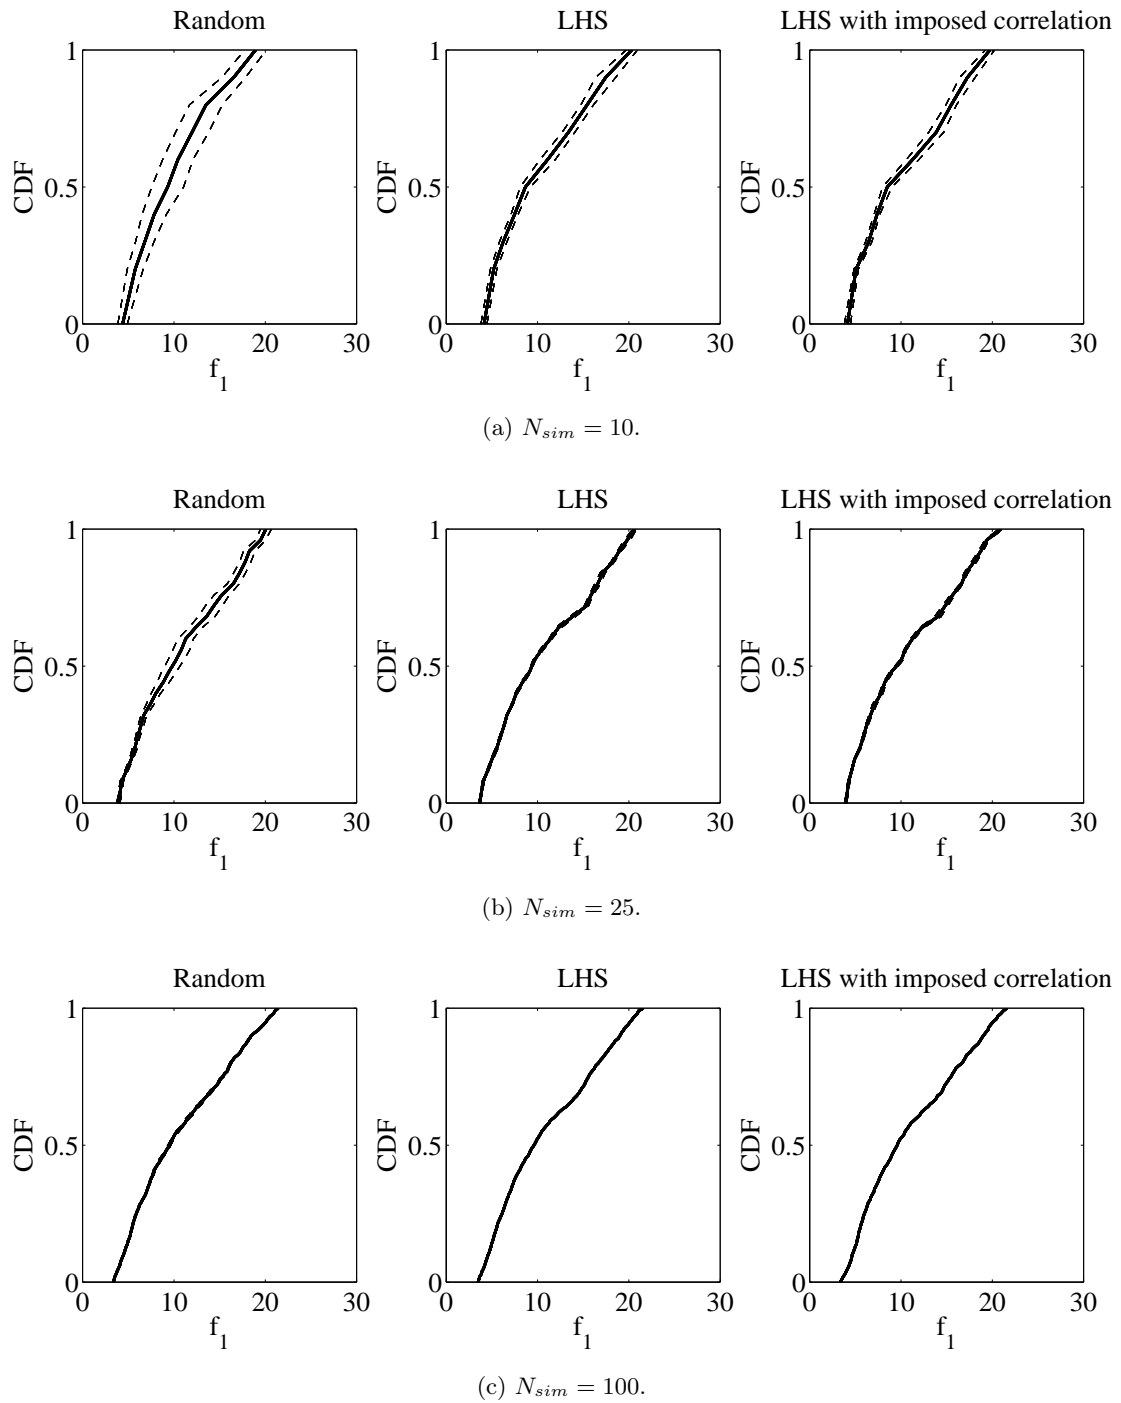 Random LHS LHS with imposed correlation
1 1 1
CDF 0.5 CDF 0.5 CDF 0.5
0 0 0
0 10 20 30 0 10 20 30 0 10 20 30
f1 f1 f1
(a) Nsim = 10.
Random LHS LHS with imposed correlation
1 1 1
CDF 0.5 CDF 0.5 CDF 0.5
0 0 0
0 10 20 30 0 10 20 30 0 10 20 30
f1 f1 f1
(b) Nsim = 25.
Random LHS LHS with imposed correlation
1 1 1
CDF 0.5 CDF 0.5 CDF 0.5
0 0 0
0 10 20 30 0 10 20 30 0 10 20 30
f1 f1 f1
(c) Nsim = 100.